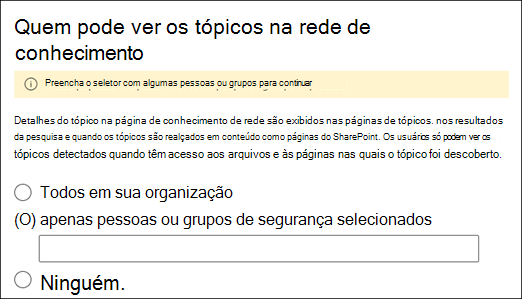 Quem pode ver os tópicos na rede de
conhecimento
Preencha o seletor com algumas pessoas ou grupos para continuar
Detalhes do tópico na página de conhecimento de rede são exibidos nas páginas de tópicos. nos resultados
da pesquisa e quando os tópicos são realçados em conteúdo como páginas do SharePoint. Os usuários só podem ver os
tópicos detectados quando têm acesso aos arquivos e às páginas nas quais o tópico foi descoberto.
Todos em sua organização
(O) apenas pessoas ou grupos de segurança selecionados
Ninguém.